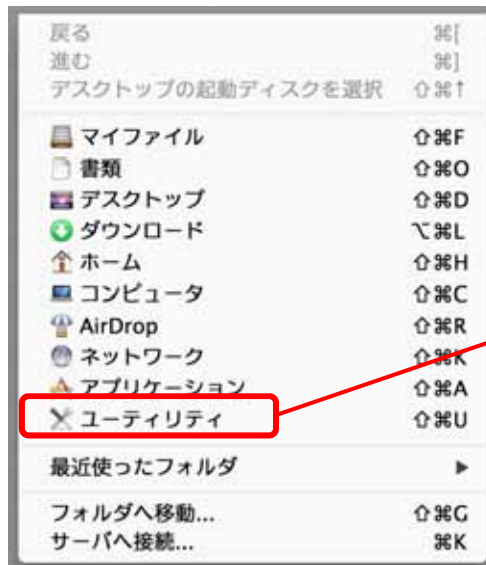 戻る ⌘[
進む ⌘]
デスクトップの起動ディスクを選択 ⇧⌘↑
マイファイル ⇧⌘F
書類 ⇧⌘O
デスクトップ ⇧⌘D
ダウンロード ⌥⌘L
ホーム ⇧⌘H
コンピュータ ⇧⌘C
AirDrop ⇧⌘R
ネットワーク ⇧⌘K
アプリケーション ⇧⌘A
ユーティリティ ⇧⌘U
最近使ったフォルダ ▶
フォルダへ移動... ⇧⌘G
サーバへ接続... ⌘K